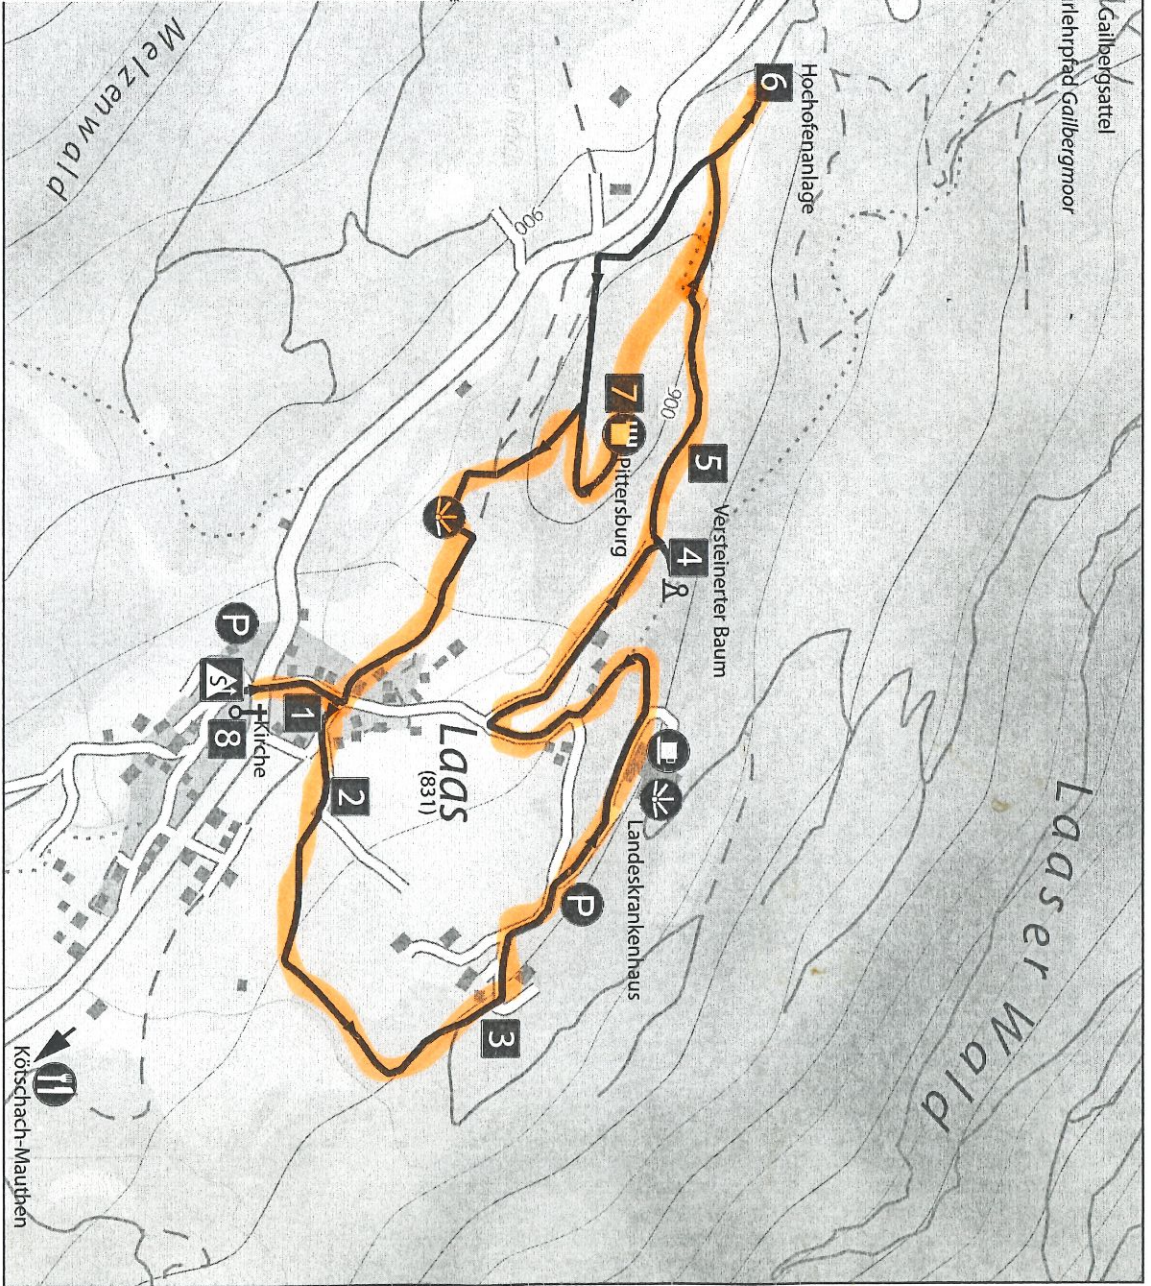 Gailbergsattel
rlehrpfad Gailbergmoor
Laaser Wald
Hochofenanlage
6
900
7
Pittersburg
5
Versteinerter Baum
4
Landeskrankenhaus
P
3
Laas
(831)
2
1
Kirche
8
S
P
900
Melzenwald
Kötschach-Mauthen